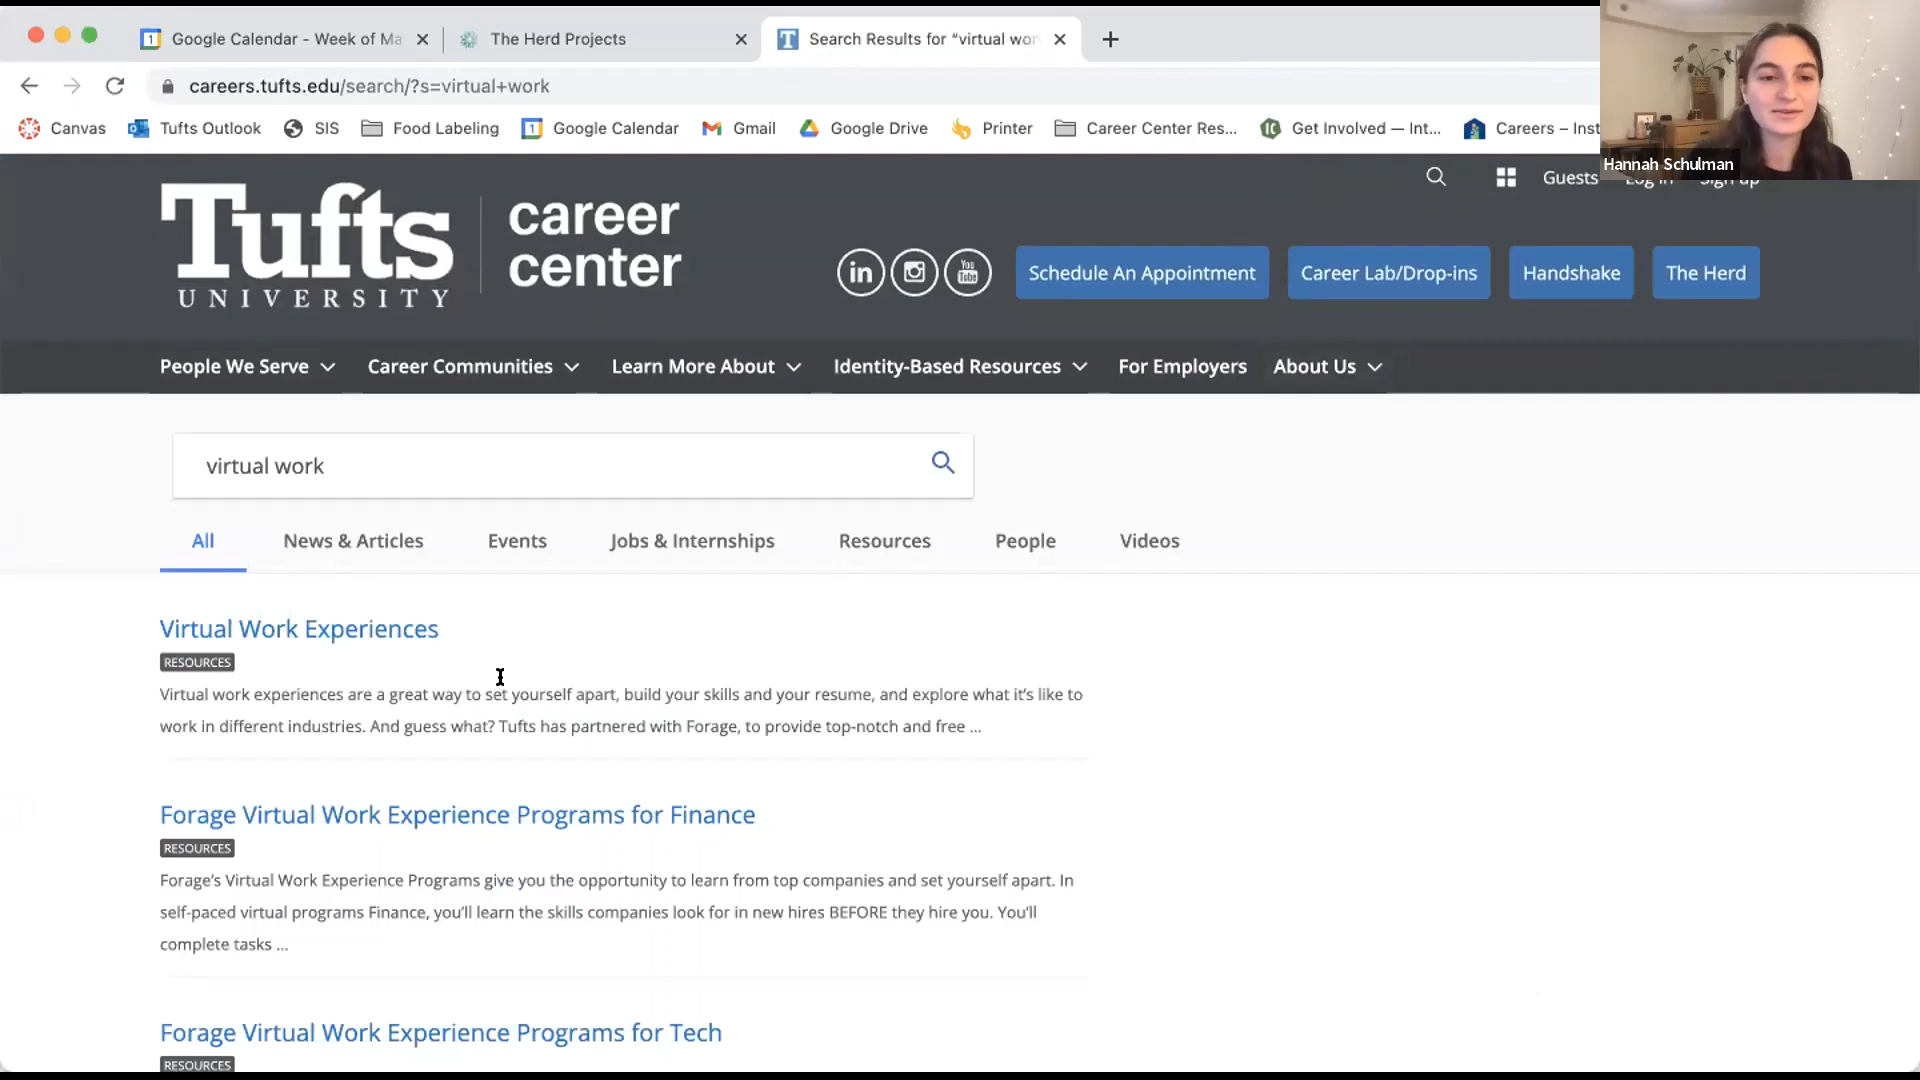 Google Calendar - Week of Ma
The Herd Projects
Search Results for “virtual wor
careers.tufts.edu/search/?s=virtual+work
Canvas
Tufts Outlook
SIS
Food Labeling
Google Calendar
Gmail
Google Drive
Printer
Career Center Res...
Get Involved — Int...
Careers – Inst
Hannah Schulman
Guests
Log in
Sign up
Tufts
UNIVERSITY
career
center
in
You
Tube
Schedule An Appointment
Career Lab/Drop-ins
Handshake
The Herd
People We Serve
Career Communities
Learn More About
Identity-Based Resources
For Employers
About Us
virtual work
All
News & Articles
Events
Jobs & Internships
Resources
People
Videos
Virtual Work Experiences
RESOURCES
Virtual work experiences are a great way to set yourself apart, build your skills and your resume, and explore what it’s like to
work in different industries. And guess what? Tufts has partnered with Forage, to provide top-notch and free ...
Forage Virtual Work Experience Programs for Finance
RESOURCES
Forage’s Virtual Work Experience Programs give you the opportunity to learn from top companies and set yourself apart. In
self-paced virtual programs Finance, you’ll learn the skills companies look for in new hires BEFORE they hire you. You’ll
complete tasks ...
Forage Virtual Work Experience Programs for Tech
RESOURCES